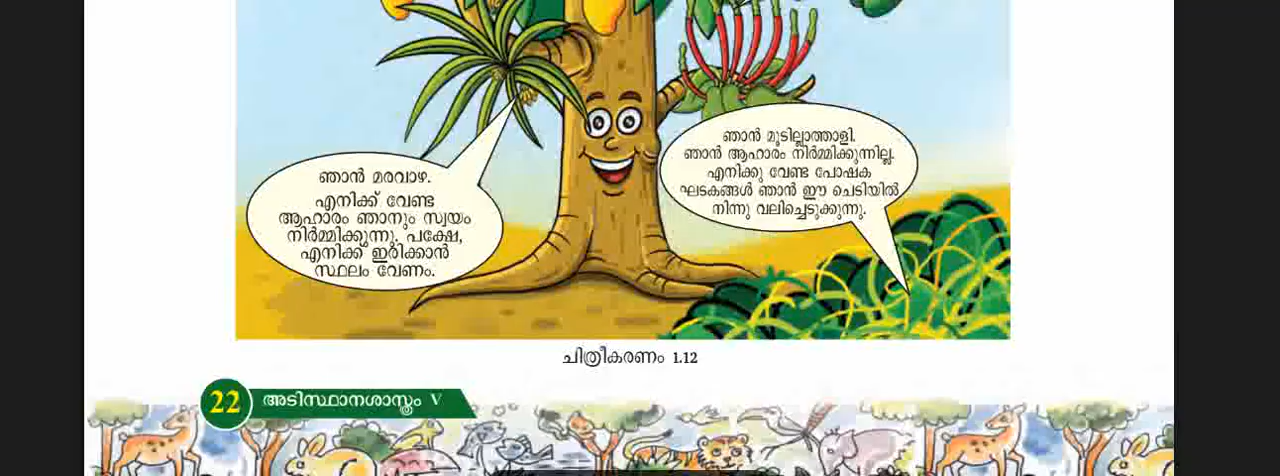 ഞാൻ മരവാഴ.
എനിക്ക് വേണ്ട
ആഹാരം ഞാനും സ്വയം
നിർമ്മിക്കുന്നു. പക്ഷേ,
എനിക്ക് ഇരിക്കാൻ
സ്ഥലം വേണം.
ഞാൻ മൂടില്ലാത്താളി.
ഞാൻ ആഹാരം നിർമ്മിക്കുന്നില്ല.
എനിക്കു വേണ്ട പോഷക
ഘടകങ്ങൾ ഞാൻ ഈ ചെടിയിൽ
നിന്നു വലിച്ചെടുക്കുന്നു.
ചിത്രീകരണം 1.12
22 അടിസ്ഥാനശാസ്ത്രം V